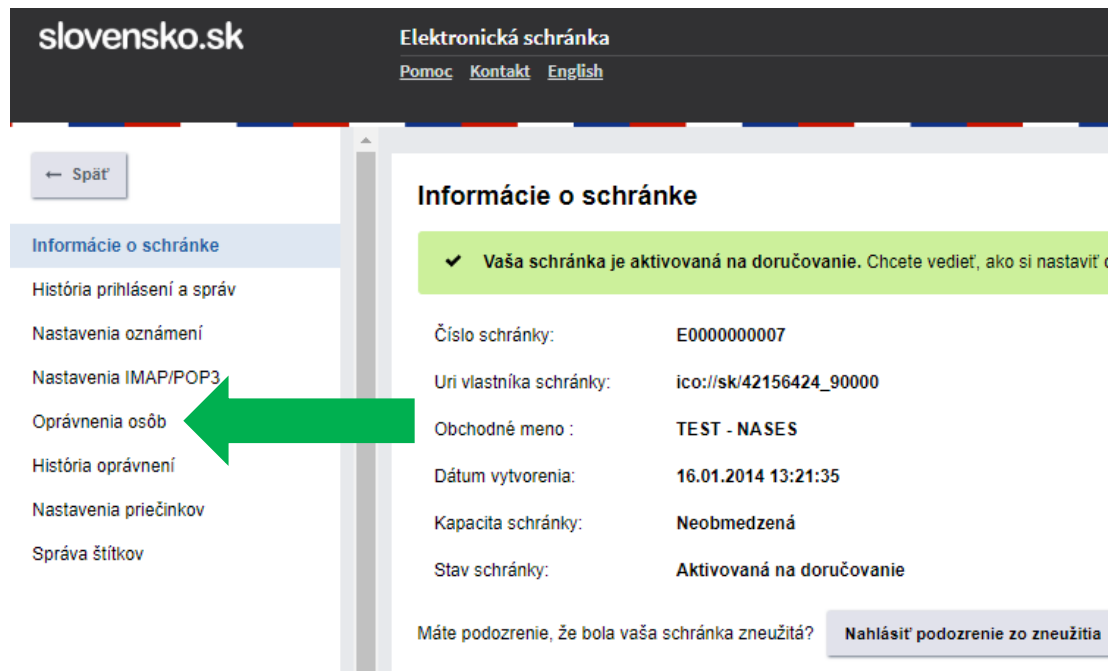 slovensko.sk
Elektronická schránka
Pomoc Kontakt English
← Späť
Informácie o schránke
História prihlásení a správ
Nastavenia oznámení
Nastavenia IMAP/POP3
Oprávnenia osôb
História oprávnení
Nastavenia priečinkov
Správa štítkov
Informácie o schránke
Vaša schránka je aktivovaná na doručovanie. Chcete vedieť, ako si nastaviť
Číslo schránky: E0000000007
Uri vlastníka schránky: ico://sk/42156424_90000
Obchodné meno : TEST - NASES
Dátum vytvorenia: 16.01.2014 13:21:35
Kapacita schránky: Neobmedzená
Stav schránky: Aktivovaná na doručovanie
Máte podozrenie, že bola vaša schránka zneužitá? Nahlásiť podozrenie zo zneužitia